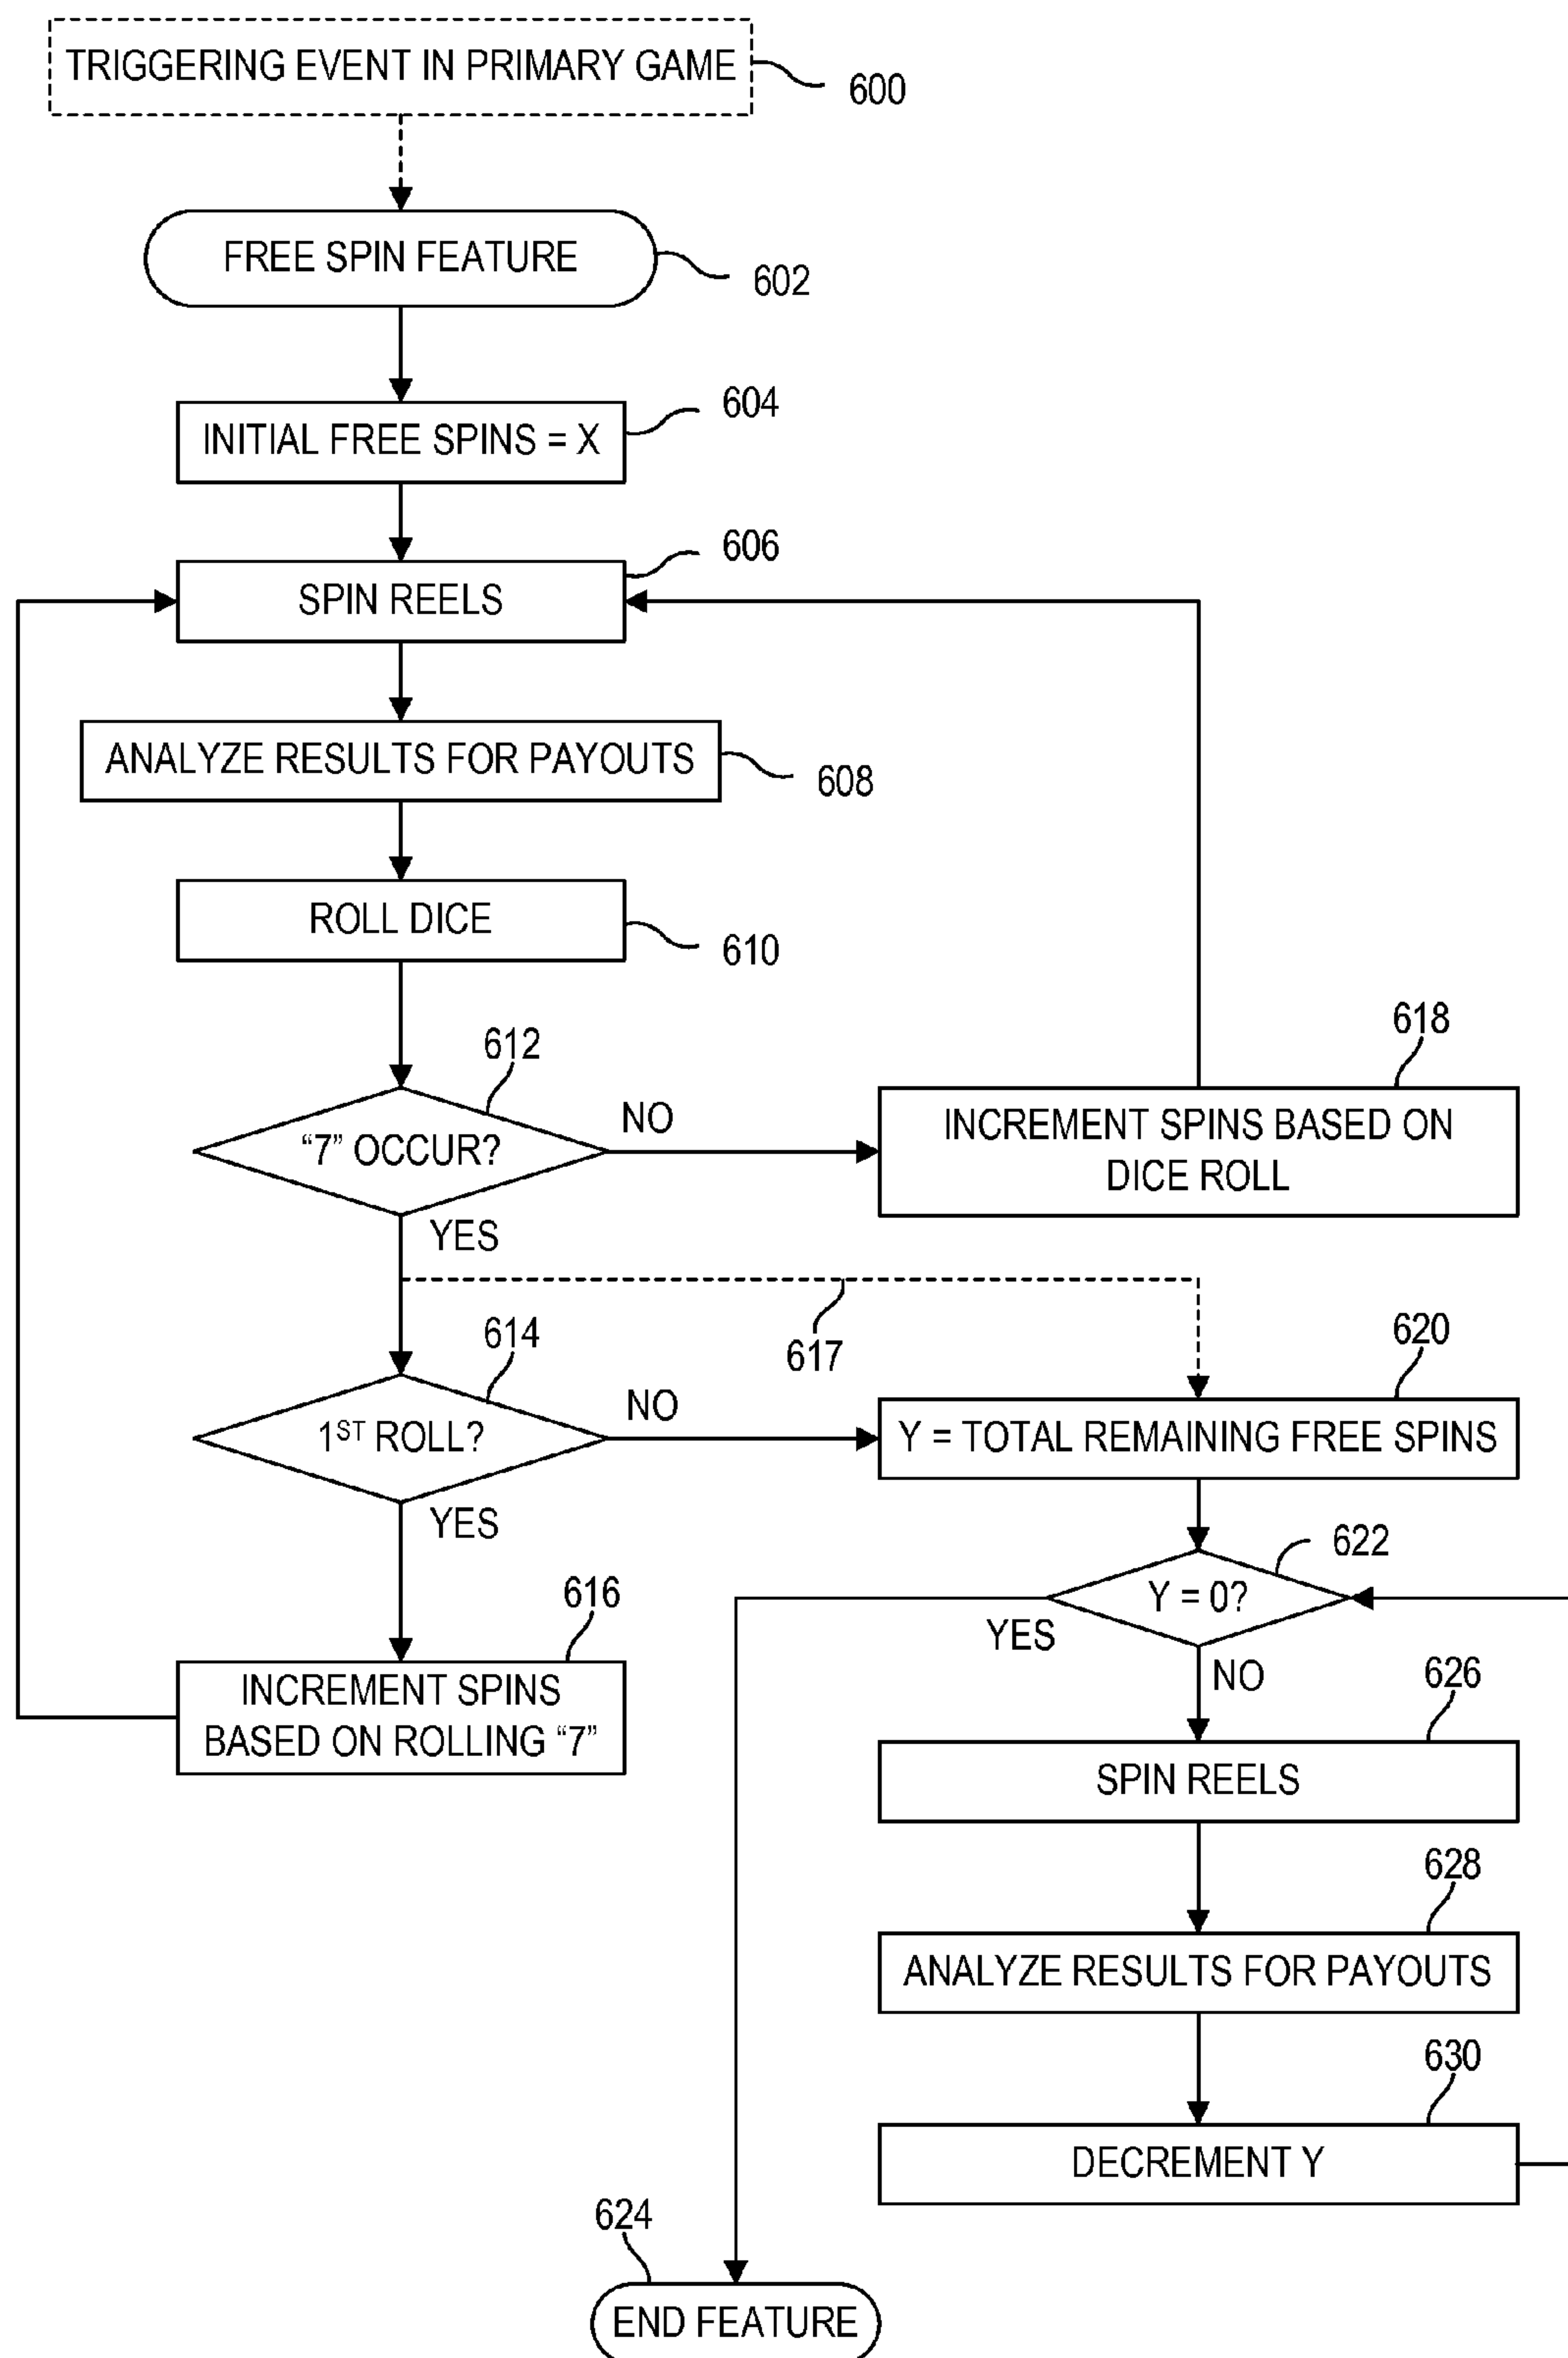 TRIGGERING EVENT IN PRIMARY GAME
600
FREE SPIN FEATURE
602
604
INITIAL FREE SPINS = X
606
SPIN REELS
ANALYZE RESULTS FOR PAYOUTS
608
ROLL DICE
610
612
"7" OCCUR?
NO
YES
618
INCREMENT SPINS BASED ON
DICE ROLL
617
614
1ST ROLL?
NO
YES
620
Y = TOTAL REMAINING FREE SPINS
622
Y = 0?
YES
NO
616
INCREMENT SPINS
BASED ON ROLLING "7"
626
SPIN REELS
628
ANALYZE RESULTS FOR PAYOUTS
630
DECREMENT Y
624
END FEATURE